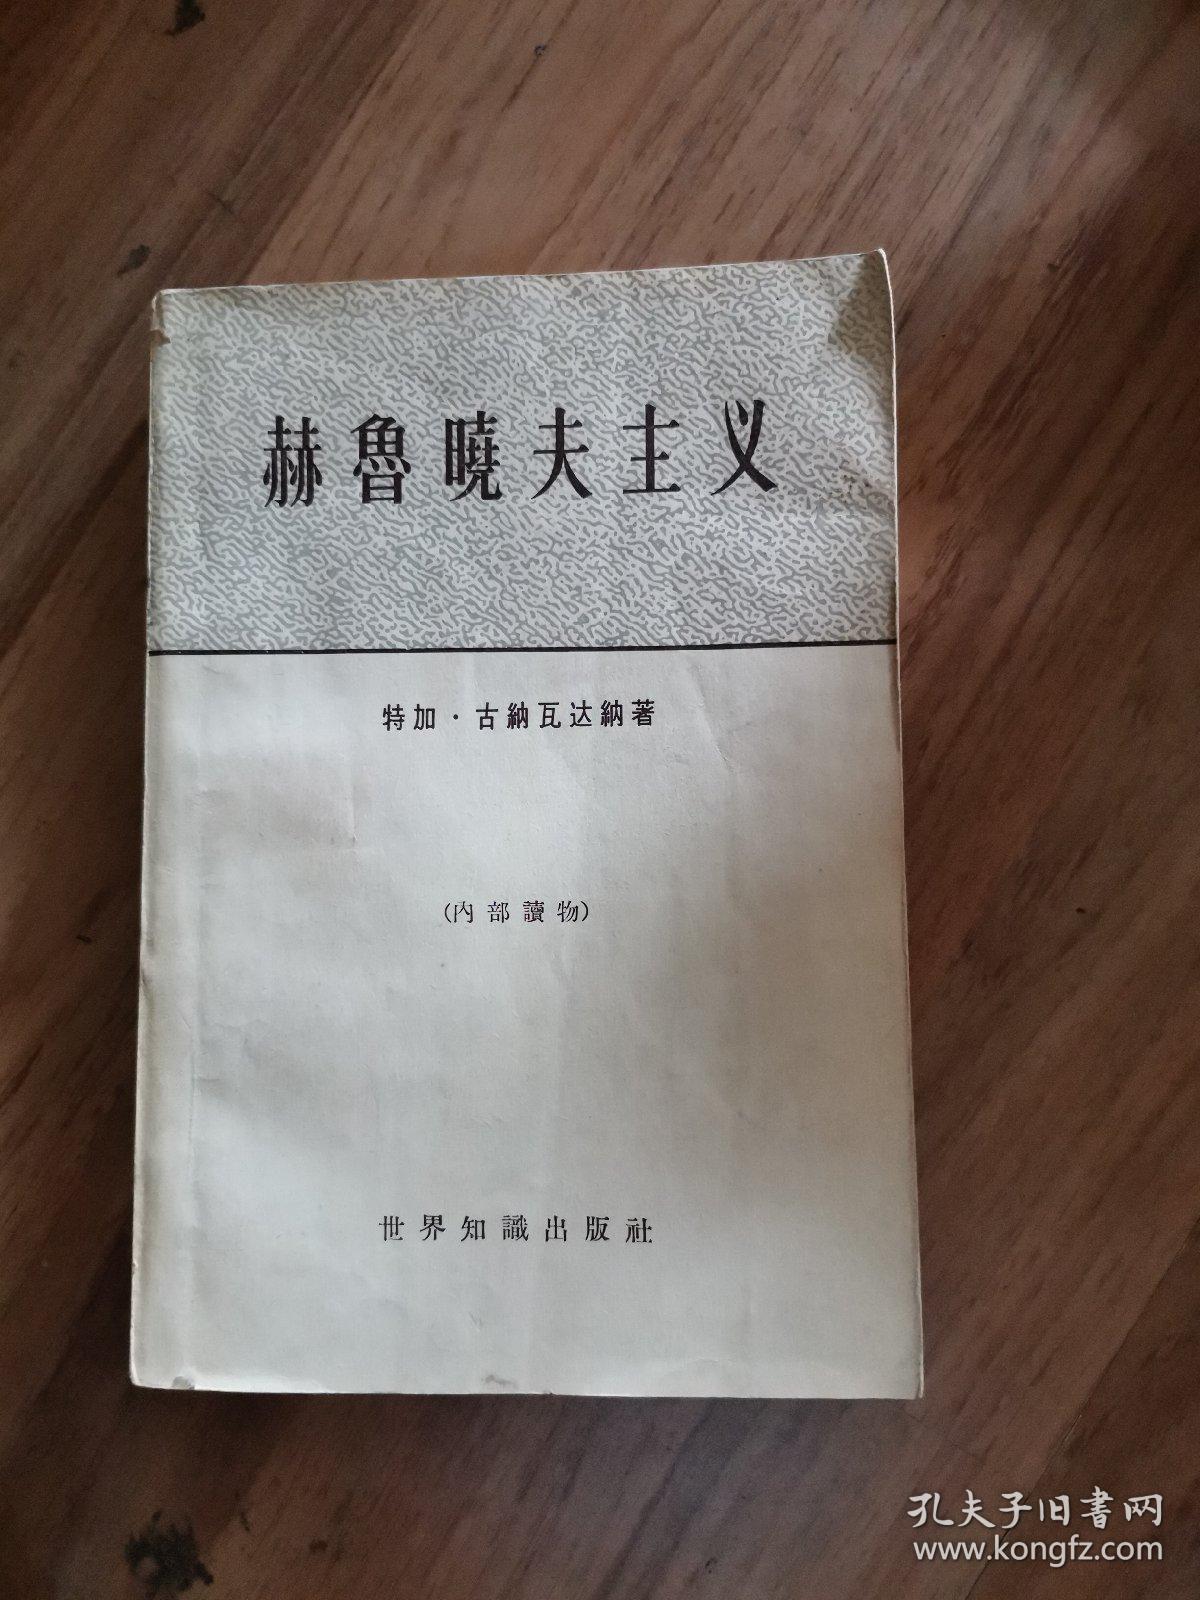 赫魯曉夫主义
特加·古納瓦达納著
(內部讀物)
世界知識出版社
孔夫子旧書网
www.kongfz.com